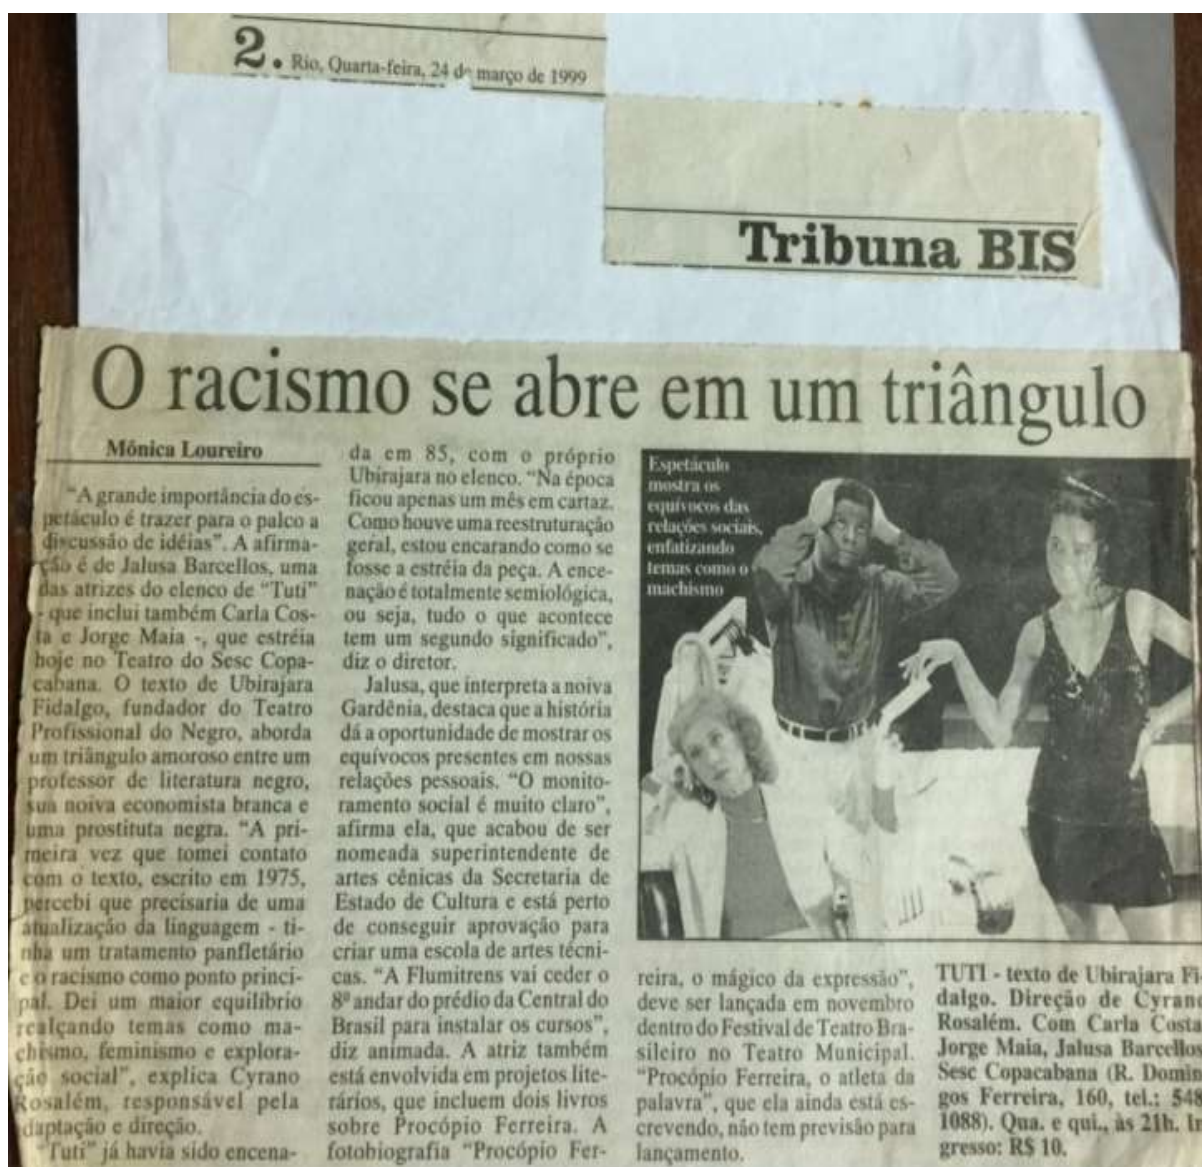 2. Rio, Quarta-feira, 24 de março de 1999
Tribuna BIS
O racismo se abre em um triângulo
Mônica Loureiro
"A grande importância do es-
petáculo é trazer para o palco a
discussão de idéias". A afirma-
ção é de Jalusa Barcellos, uma
das atrizes do elenco de "Tuti"
- que inclui também Carla Cos-
ta e Jorge Maia -, que estréia
hoje no Teatro do Sesc Copa-
cabana. O texto de Ubirajara
Fidalgo, fundador do Teatro
Profissional do Negro, aborda
um triângulo amoroso entre um
professor de literatura negro,
sua noiva economista branca e
uma prostituta negra. "A pri-
meira vez que tomei contato
com o texto, escrito em 1975,
percebi que precisaria de uma
atualização da linguagem - ti-
nha um tratamento panfletário
e o racismo como ponto princi-
pal. Dei um maior equilíbrio
realçando temas como ma-
chismo, feminismo e explora-
ção social", explica Cyrano
Rosalém, responsável pela
adaptação e direção.
"Tuti" já havia sido encena-
da em 85, com o próprio
Ubirajara no elenco. "Na época
ficou apenas um mês em cartaz.
Como houve uma reestruturação
geral, estou encarando como se
fosse a estréia da peça. A ence-
nação é totalmente semiológica,
ou seja, tudo o que acontece
tem um segundo significado",
diz o diretor.
Jalusa, que interpreta a noiva
Gardênia, destaca que a história
dá a oportunidade de mostrar os
equívocos presentes em nossas
relações pessoais. "O monito-
ramento social é muito claro",
afirma ela, que acabou de ser
nomeada superintendente de
artes cênicas da Secretaria de
Estado de Cultura e está perto
de conseguir aprovação para
criar uma escola de artes técni-
cas. "A Flumitrens vai ceder o
8º andar do prédio da Central do
Brasil para instalar os cursos",
diz animada. A atriz também
está envolvida em projetos lite-
rários, que incluem dois livros
sobre Procópio Ferreira. A
fotobiografia "Procópio Fer-
Espetáculo
mostra os
equívocos das
relações sociais,
enfatizando
temas como o
machismo
reira, o mágico da expressão",
deve ser lançada em novembro
dentro do Festival de Teatro Bra-
sileiro no Teatro Municipal.
"Procópio Ferreira, o atleta da
palavra", que ela ainda está es-
crevendo, não tem previsão para
lançamento.
TUTI - texto de Ubirajara Fi-
dalgo. Direção de Cyrano
Rosalém. Com Carla Costa,
Jorge Maia, Jalusa Barcellos.
Sesc Copacabana (R. Domin
gos Ferreira, 160, tel.: 548
1088). Qua. e qui., às 21h. In
gresso: R$ 10.